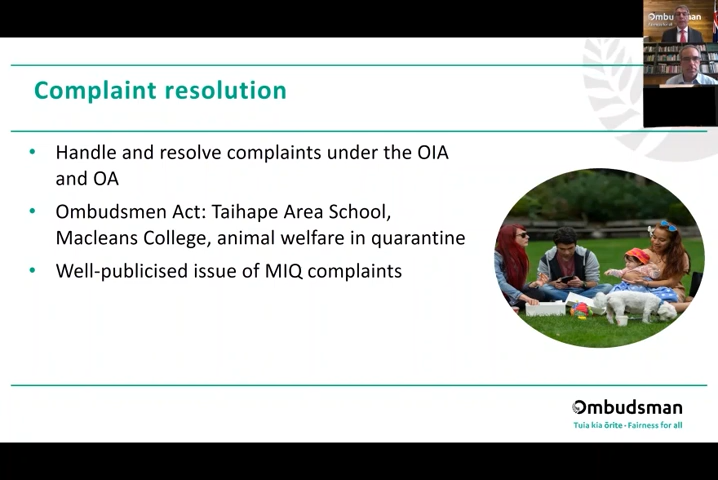 Ombudsman
Complaint resolution
• Handle and resolve complaints under the OIA
and OA
• Ombudsmen Act: Taihape Area School,
Macleans College, animal welfare in quarantine
• Well-publicised issue of MIQ complaints
Ombudsman
Tuia kia ōrite · Fairness for all